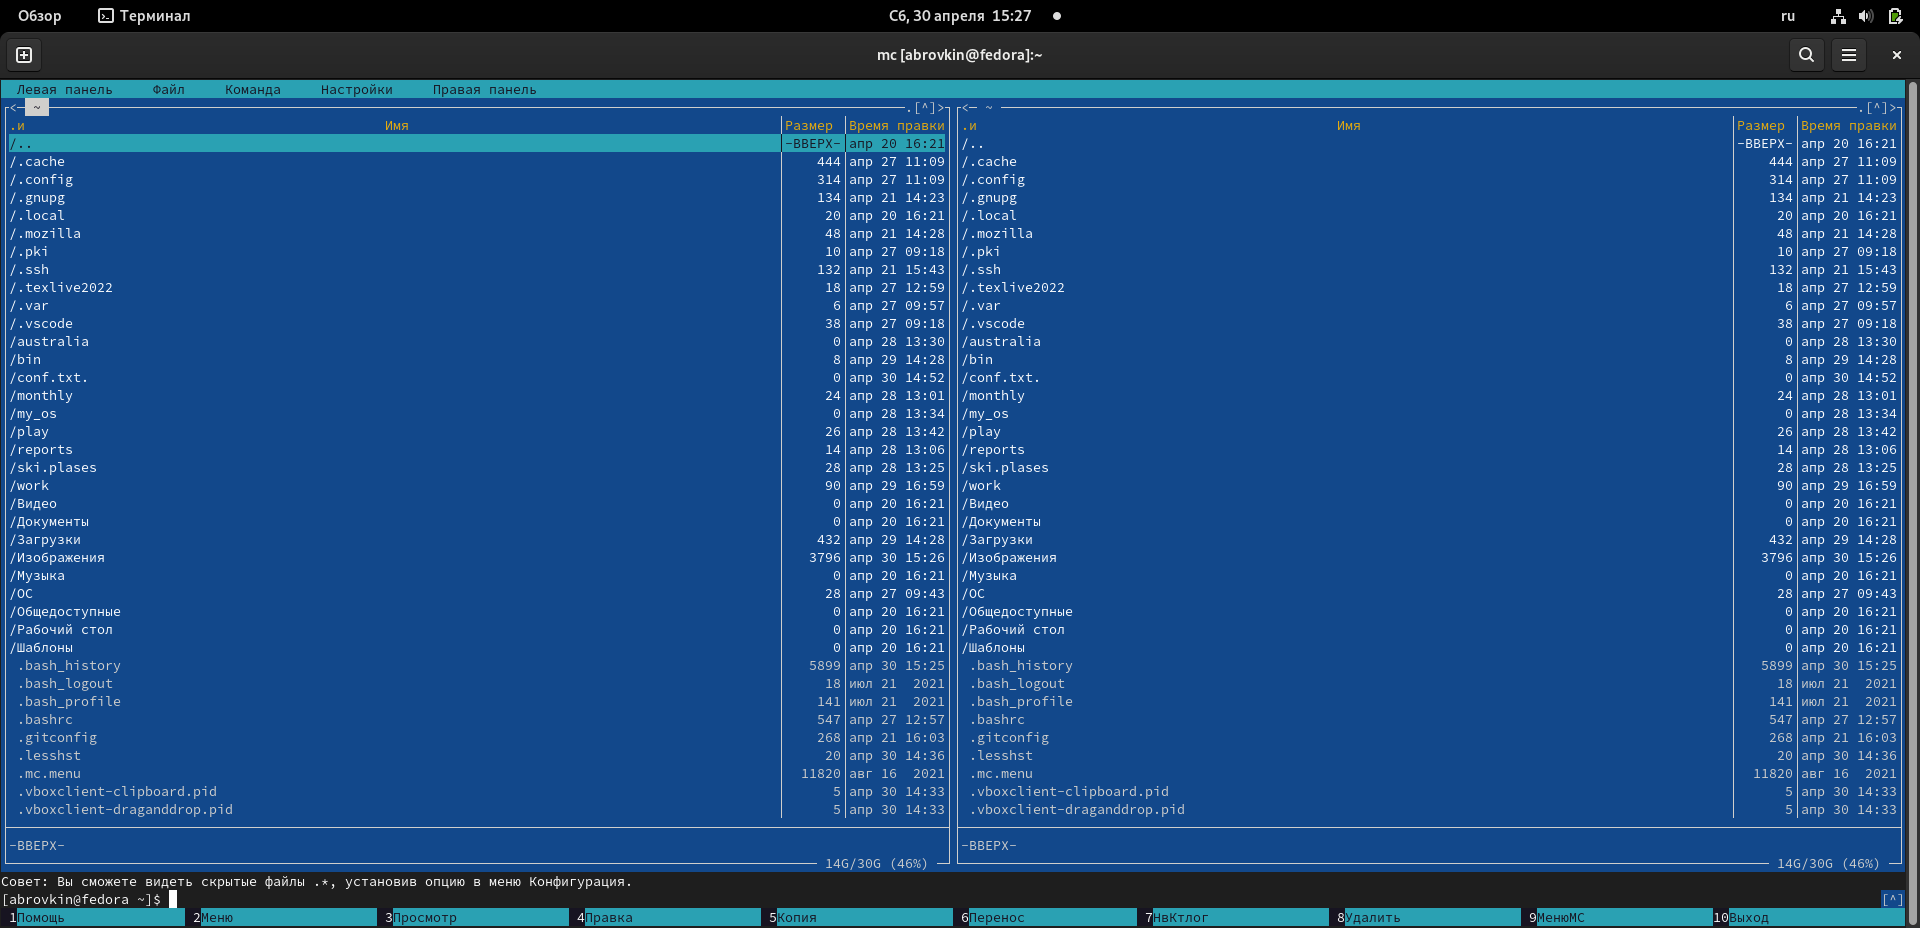 Обзор Терминал Сб, 30 апреля 15:27 ru
mc [abrovkin@fedora]:~
Левая панель Файл Команда Настройки Правая панель
<─ ~ .[^]> <─ ~ .[^]>
.и Имя Размер Время правки .и Имя Размер Время правки
/.. -ВВЕРХ- апр 20 16:21 /.. -ВВЕРХ- апр 20 16:21
/.cache 444 апр 27 11:09 /.cache 444 апр 27 11:09
/.config 314 апр 27 11:09 /.config 314 апр 27 11:09
/.gnupg 134 апр 21 14:23 /.gnupg 134 апр 21 14:23
/.local 20 апр 20 16:21 /.local 20 апр 20 16:21
/.mozilla 48 апр 21 14:28 /.mozilla 48 апр 21 14:28
/.pki 10 апр 27 09:18 /.pki 10 апр 27 09:18
/.ssh 132 апр 21 15:43 /.ssh 132 апр 21 15:43
/.texlive2022 18 апр 27 12:59 /.texlive2022 18 апр 27 12:59
/.var 6 апр 27 09:57 /.var 6 апр 27 09:57
/.vscode 38 апр 27 09:18 /.vscode 38 апр 27 09:18
/australia 0 апр 28 13:30 /australia 0 апр 28 13:30
/bin 8 апр 29 14:28 /bin 8 апр 29 14:28
/conf.txt. 0 апр 30 14:52 /conf.txt. 0 апр 30 14:52
/monthly 24 апр 28 13:01 /monthly 24 апр 28 13:01
/my_os 0 апр 28 13:34 /my_os 0 апр 28 13:34
/play 26 апр 28 13:42 /play 26 апр 28 13:42
/reports 14 апр 28 13:06 /reports 14 апр 28 13:06
/ski.plases 28 апр 28 13:25 /ski.plases 28 апр 28 13:25
/work 90 апр 29 16:59 /work 90 апр 29 16:59
/Видео 0 апр 20 16:21 /Видео 0 апр 20 16:21
/Документы 0 апр 20 16:21 /Документы 0 апр 20 16:21
/Загрузки 432 апр 29 14:28 /Загрузки 432 апр 29 14:28
/Изображения 3796 апр 30 15:26 /Изображения 3796 апр 30 15:26
/Музыка 0 апр 20 16:21 /Музыка 0 апр 20 16:21
/ОС 28 апр 27 09:43 /ОС 28 апр 27 09:43
/Общедоступные 0 апр 20 16:21 /Общедоступные 0 апр 20 16:21
/Рабочий стол 0 апр 20 16:21 /Рабочий стол 0 апр 20 16:21
/Шаблоны 0 апр 20 16:21 /Шаблоны 0 апр 20 16:21
.bash_history 5899 апр 30 15:25 .bash_history 5899 апр 30 15:25
.bash_logout 18 июл 21 2021 .bash_logout 18 июл 21 2021
.bash_profile 141 июл 21 2021 .bash_profile 141 июл 21 2021
.bashrc 547 апр 27 12:57 .bashrc 547 апр 27 12:57
.gitconfig 268 апр 21 16:03 .gitconfig 268 апр 21 16:03
.lesshst 20 апр 30 14:36 .lesshst 20 апр 30 14:36
.mc.menu 11820 авг 16 2021 .mc.menu 11820 авг 16 2021
.vboxclient-clipboard.pid 5 апр 30 14:33 .vboxclient-clipboard.pid 5 апр 30 14:33
.vboxclient-draganddrop.pid 5 апр 30 14:33 .vboxclient-draganddrop.pid 5 апр 30 14:33
-ВВЕРХ- -ВВЕРХ-
14G/30G (46%) 14G/30G (46%)
Совет: Вы сможете видеть скрытые файлы .*, установив опцию в меню Конфигурация.
[abrovkin@fedora ~]$ [^]
1Помощь 2Меню 3Просмотр 4Правка 5Копия 6Перенос 7НвКтлог 8Удалить 9МенюМС 10Выход